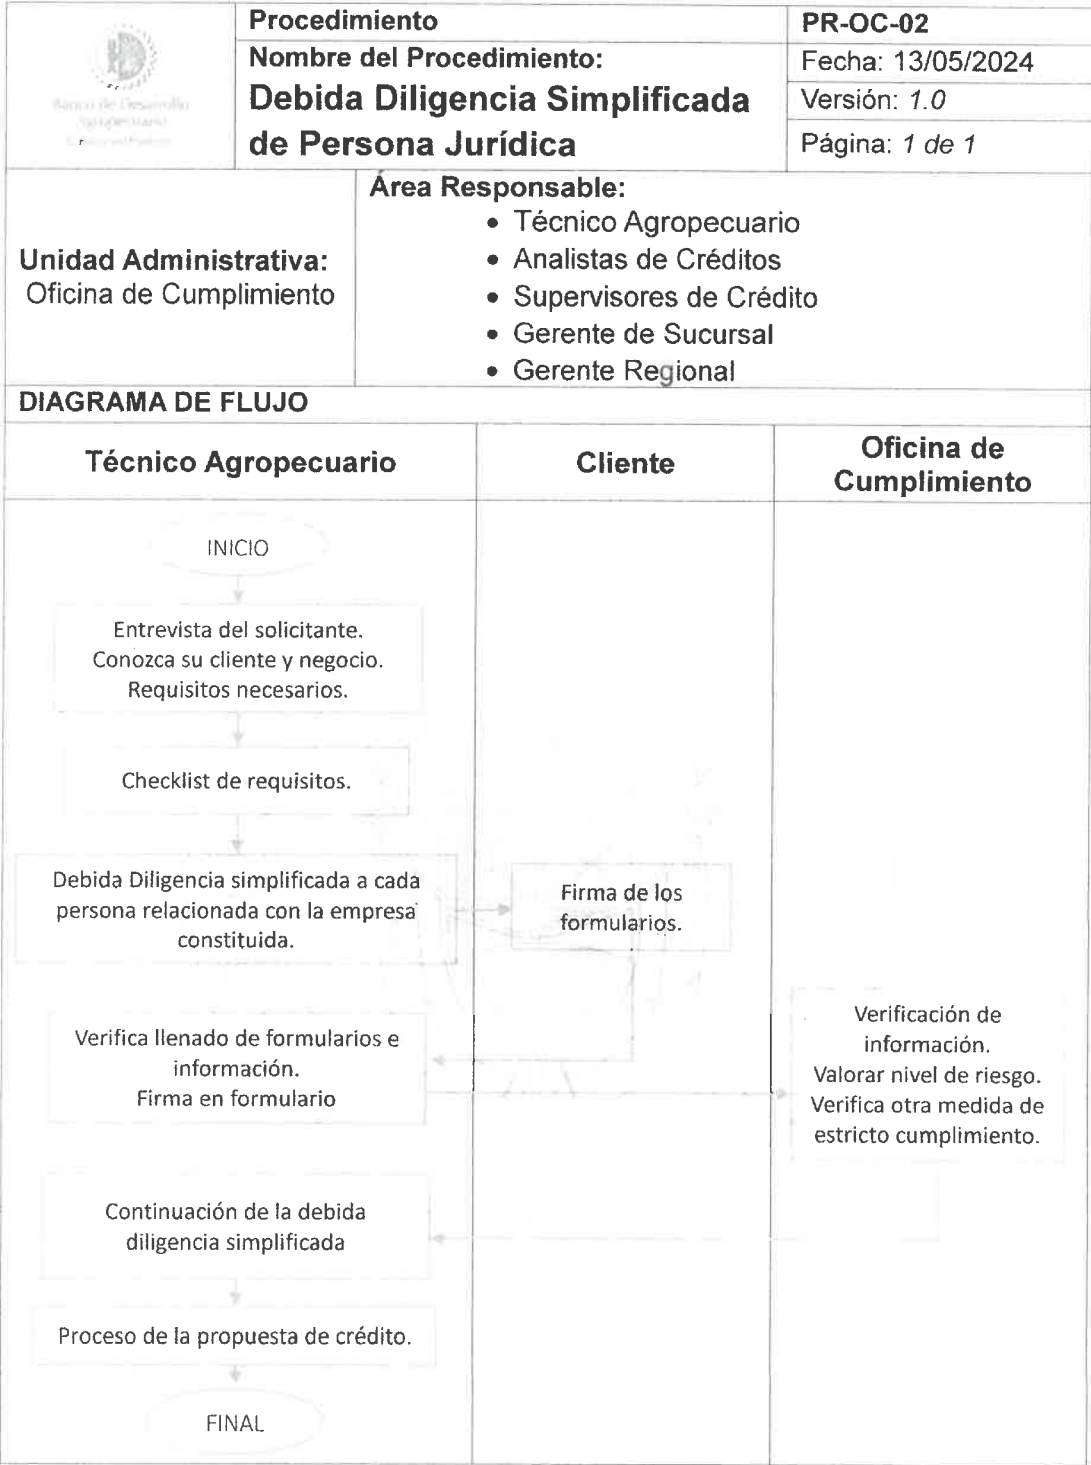 Banco de Desarrollo
Agropecuario
Procedimiento
PR-OC-02
Nombre del Procedimiento:
Debida Diligencia Simplificada
de Persona Jurídica
Fecha: 13/05/2024
Versión: 1.0
Página: 1 de 1
Unidad Administrativa:
Oficina de Cumplimiento
Área Responsable:
• Técnico Agropecuario
• Analistas de Créditos
• Supervisores de Crédito
• Gerente de Sucursal
• Gerente Regional
DIAGRAMA DE FLUJO
Técnico Agropecuario
Cliente
Oficina de
Cumplimiento
INICIO
Entrevista del solicitante.
Conozca su cliente y negocio.
Requisitos necesarios.
Checklist de requisitos.
Debida Diligencia simplificada a cada
persona relacionada con la empresa
constituida.
Firma de los
formularios.
Verifica llenado de formularios e
información.
Firma en formulario
Verificación de
información.
Valorar nivel de riesgo.
Verifica otra medida de
estricto cumplimiento.
Continuación de la debida
diligencia simplificada
Proceso de la propuesta de crédito.
FINAL